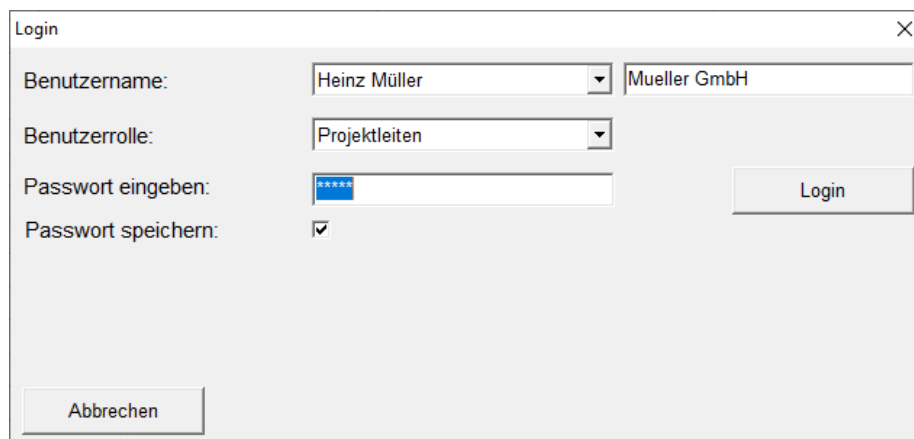 Login
Benutzername: Heinz Müller Mueller GmbH
Benutzerrolle: Projektleiten
Passwort eingeben: *****
Login
Passwort speichern:
Abbrechen